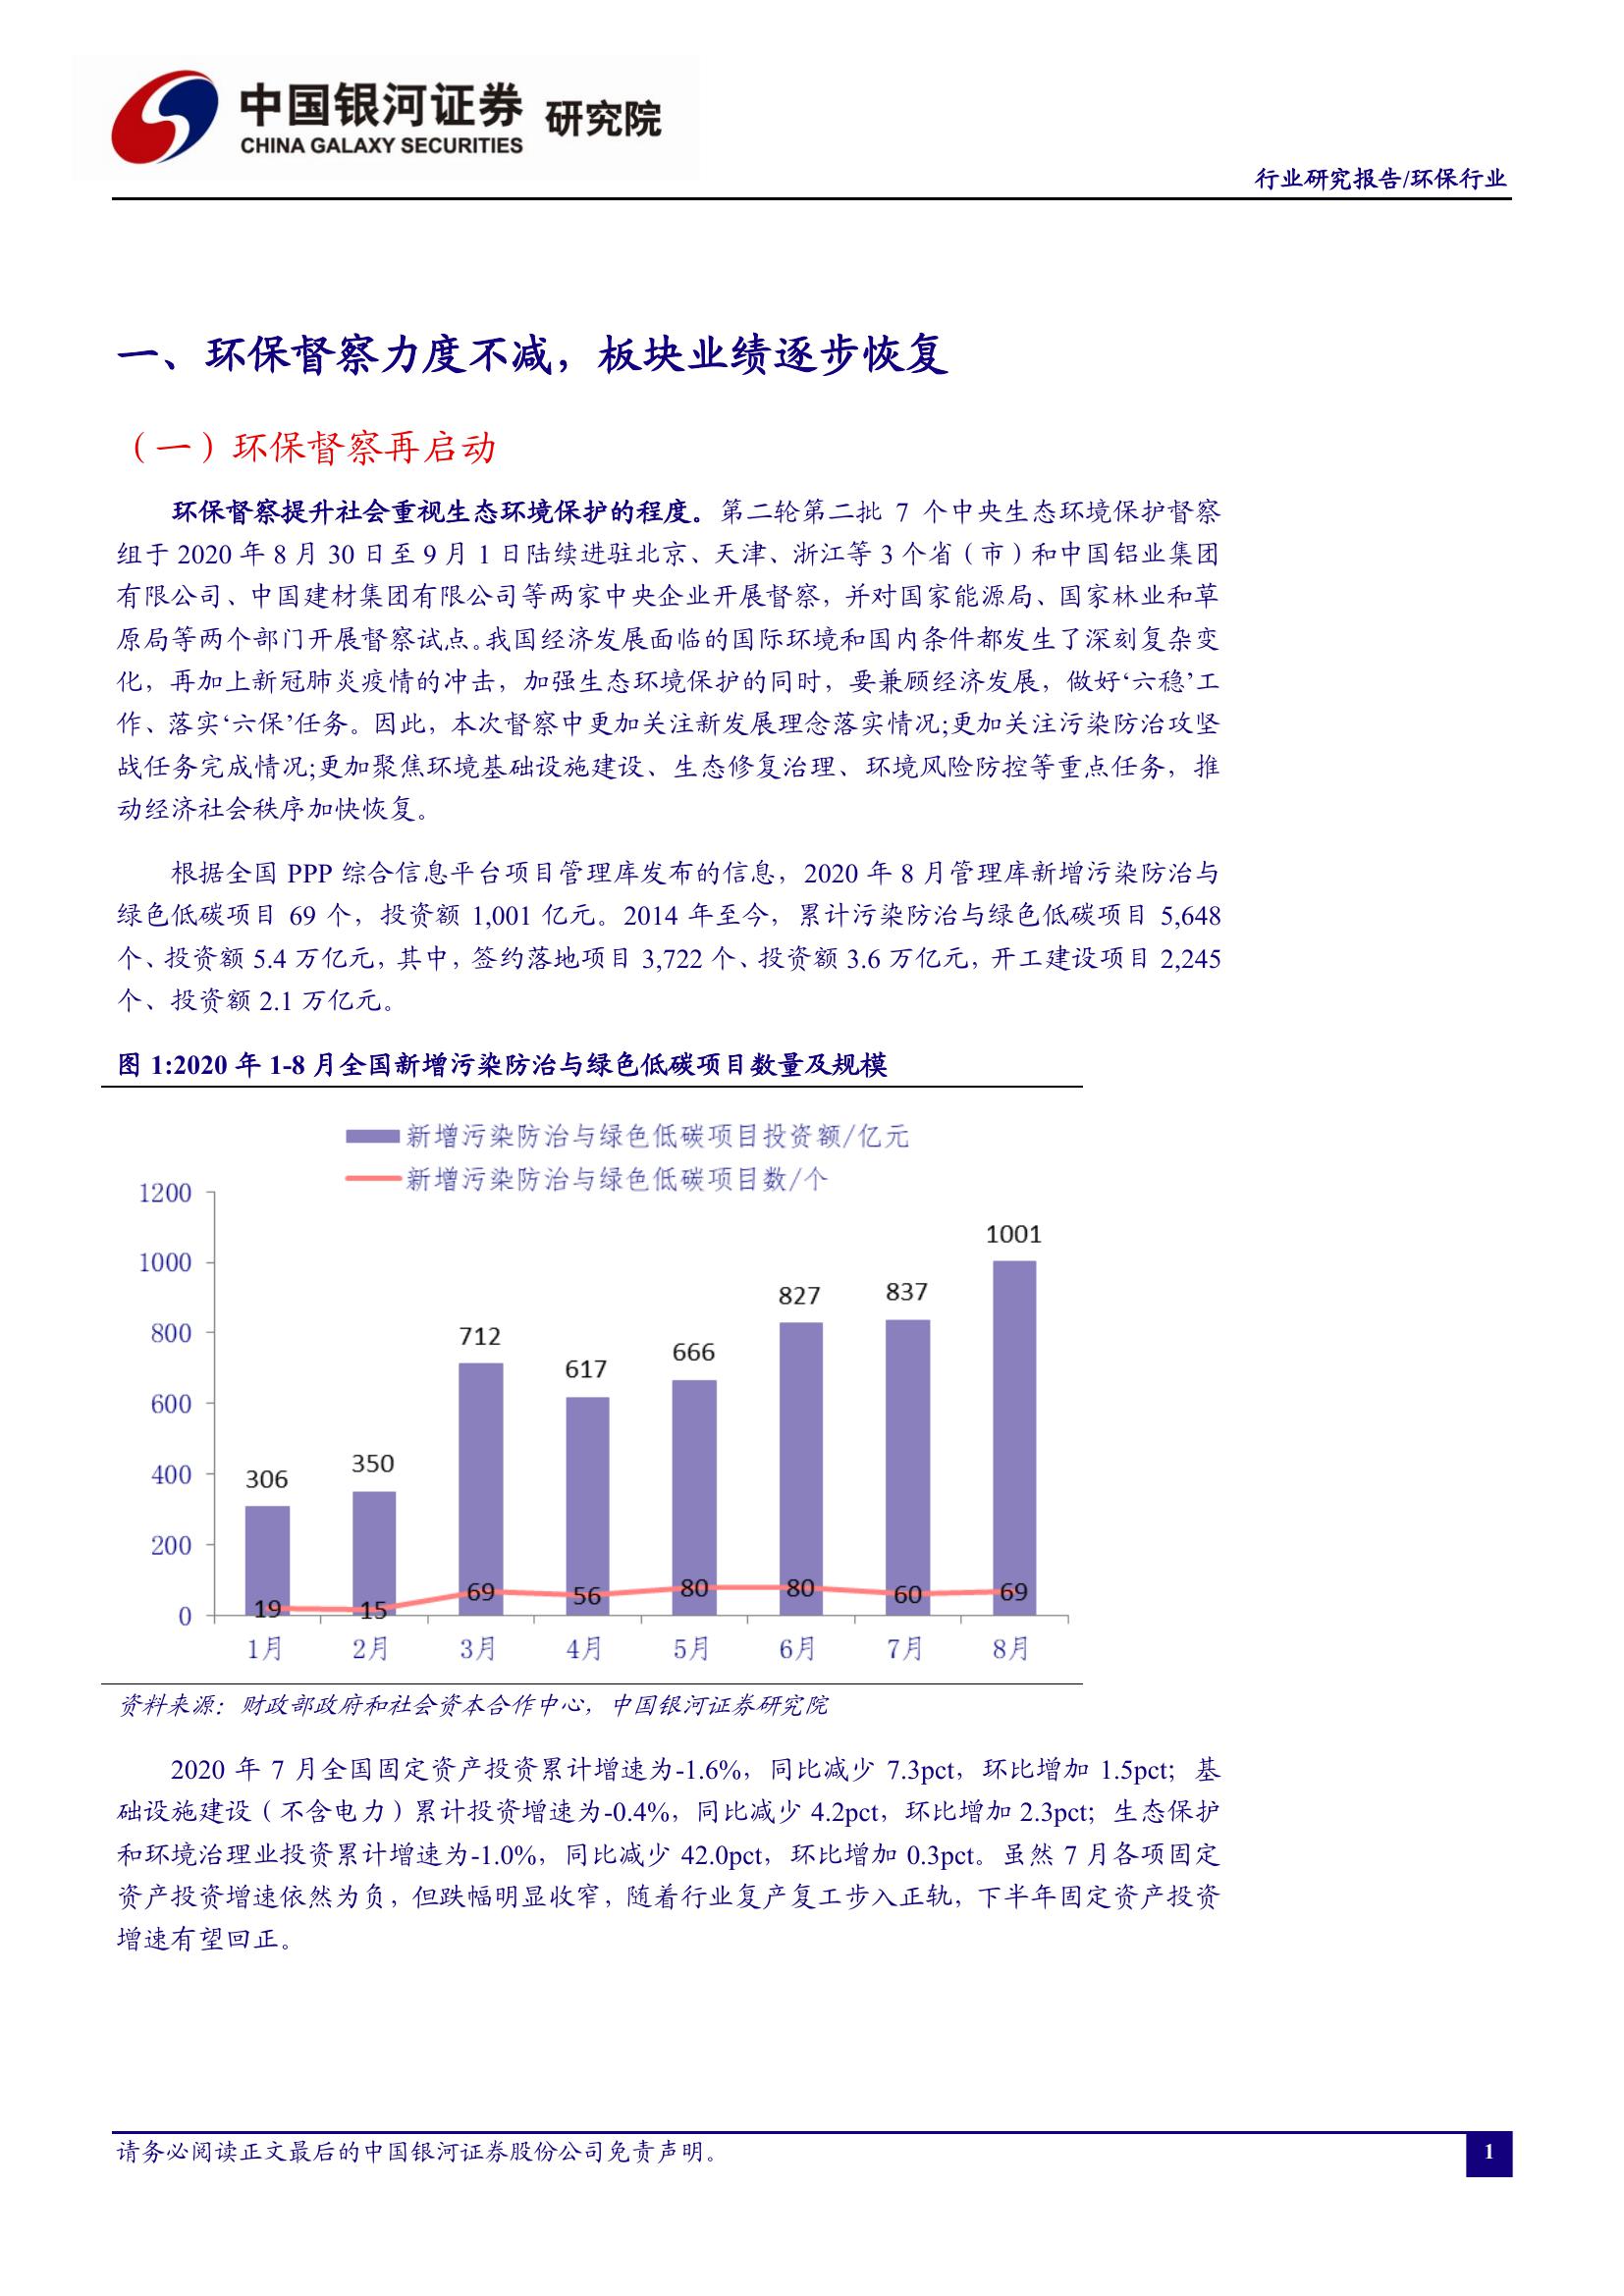 中国银河证券 研究院
CHINA GALAXY SECURITIES
行业研究报告/环保行业
一、环保督察力度不减，板块业绩逐步恢复
（一）环保督察再启动
环保督察提升社会重视生态环境保护的程度。第二轮第二批 7 个中央生态环境保护督察
组于 2020 年 8 月 30 日至 9 月 1 日陆续进驻北京、天津、浙江等 3 个省（市）和中国铝业集团
有限公司、中国建材集团有限公司等两家中央企业开展督察，并对国家能源局、国家林业和草
原局等两个部门开展督察试点。我国经济发展面临的国际环境和国内条件都发生了深刻复杂变
化，再加上新冠肺炎疫情的冲击，加强生态环境保护的同时，要兼顾经济发展，做好‘六稳’工
作、落实‘六保’任务。因此，本次督察中更加关注新发展理念落实情况;更加关注污染防治攻坚
战任务完成情况;更加聚焦环境基础设施建设、生态修复治理、环境风险防控等重点任务，推
动经济社会秩序加快恢复。
根据全国 PPP 综合信息平台项目管理库发布的信息，2020 年 8 月管理库新增污染防治与
绿色低碳项目 69 个，投资额 1,001 亿元。2014 年至今，累计污染防治与绿色低碳项目 5,648
个、投资额 5.4 万亿元，其中，签约落地项目 3,722 个、投资额 3.6 万亿元，开工建设项目 2,245
个、投资额 2.1 万亿元。
图 1:2020 年 1-8 月全国新增污染防治与绿色低碳项目数量及规模
新增污染防治与绿色低碳项目投资额/亿元
新增污染防治与绿色低碳项目数/个
1200
1000
800
600
400
200
0
306 350 712 617 666 827 837 1001
19 15 69 56 80 80 60 69
1月 2月 3月 4月 5月 6月 7月 8月
资料来源：财政部政府和社会资本合作中心，中国银河证券研究院
2020 年 7 月全国固定资产投资累计增速为-1.6%，同比减少 7.3pct，环比增加 1.5pct；基
础设施建设（不含电力）累计投资增速为-0.4%，同比减少 4.2pct，环比增加 2.3pct；生态保护
和环境治理业投资累计增速为-1.0%，同比减少 42.0pct，环比增加 0.3pct。虽然 7 月各项固定
资产投资增速依然为负，但跌幅明显收窄，随着行业复产复工步入正轨，下半年固定资产投资
增速有望回正。
请务必阅读正文最后的中国银河证券股份公司免责声明。
1